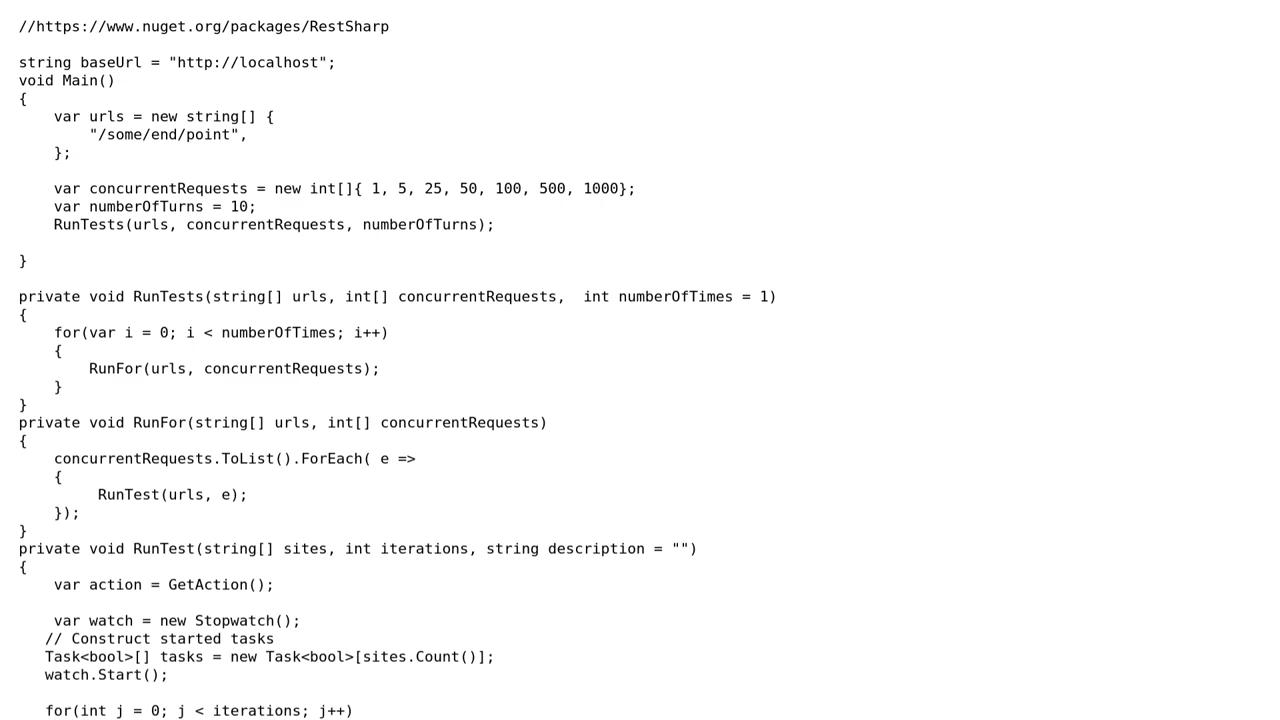 //https://www.nuget.org/packages/RestSharp

string baseUrl = "http://localhost";
void Main()
{
    var urls = new string[] {
        "/some/end/point",
    };

    var concurrentRequests = new int[]{ 1, 5, 25, 50, 100, 500, 1000};
    var numberOfTurns = 10;
    RunTests(urls, concurrentRequests, numberOfTurns);

}

private void RunTests(string[] urls, int[] concurrentRequests,  int numberOfTimes = 1)
{
    for(var i = 0; i < numberOfTimes; i++)
    {
        RunFor(urls, concurrentRequests);
    }
}
private void RunFor(string[] urls, int[] concurrentRequests)
{
    concurrentRequests.ToList().ForEach( e =>
    {
         RunTest(urls, e);
    });
}
private void RunTest(string[] sites, int iterations, string description = "")
{
    var action = GetAction();

    var watch = new Stopwatch();
   // Construct started tasks
   Task<bool>[] tasks = new Task<bool>[sites.Count()];
   watch.Start();

   for(int j = 0; j < iterations; j++)